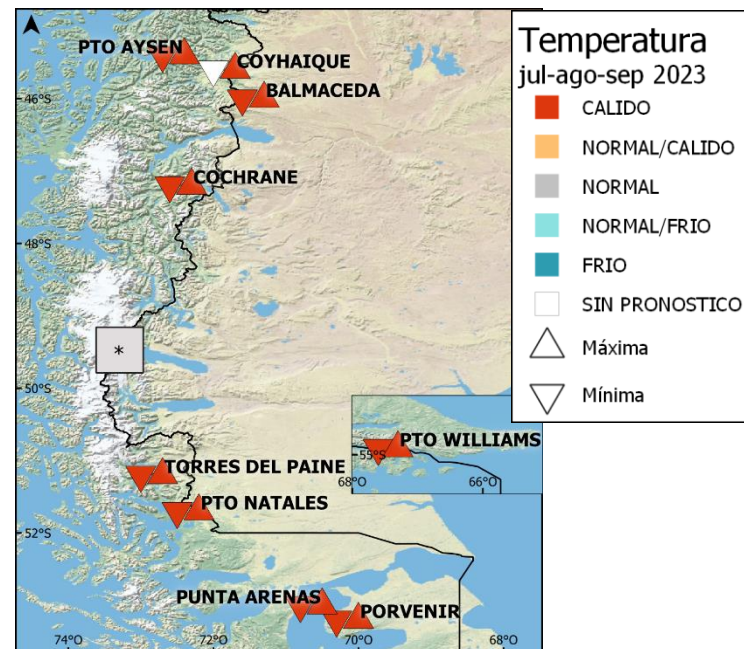 PTO AYSEN
COYHAIQUE
BALMACEDA
46°S
COCHRANE
48°S
*
50°S
PTO WILLIAMS
55°S
68°O
66°O
TORRES DEL PAINE
PTO NATALES
52°S
PUNTA ARENAS
PORVENIR
74°O
72°O
70°O
68°O
Temperatura
jul-ago-sep 2023
CALIDO
NORMAL/CALIDO
NORMAL
NORMAL/FRIO
FRIO
SIN PRONOSTICO
Máxima
Mínima